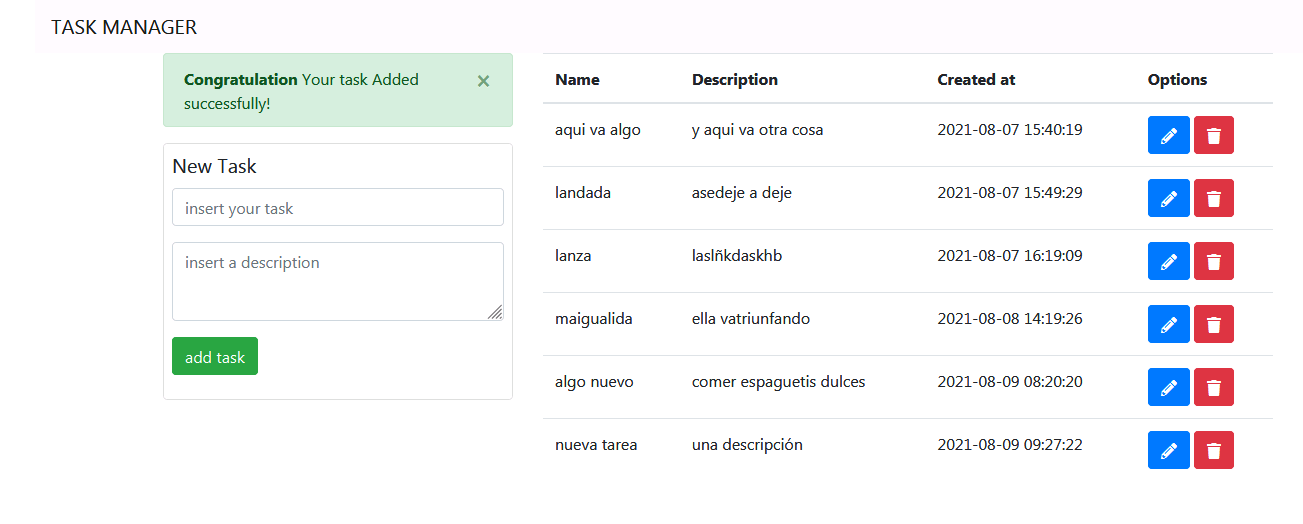 TASK MANAGER
Congratulation Your task Added
successfully!
×
New Task
insert your task
insert a description
add task
Name Description Created at Options
aqui va algo y aqui va otra cosa 2021-08-07 15:40:19
landada asedeje a deje 2021-08-07 15:49:29
lanza laslñkdaskhb 2021-08-07 16:19:09
maigualida ella vatriunfando 2021-08-08 14:19:26
algo nuevo comer espaguetis dulces 2021-08-09 08:20:20
nueva tarea una descripción 2021-08-09 09:27:22